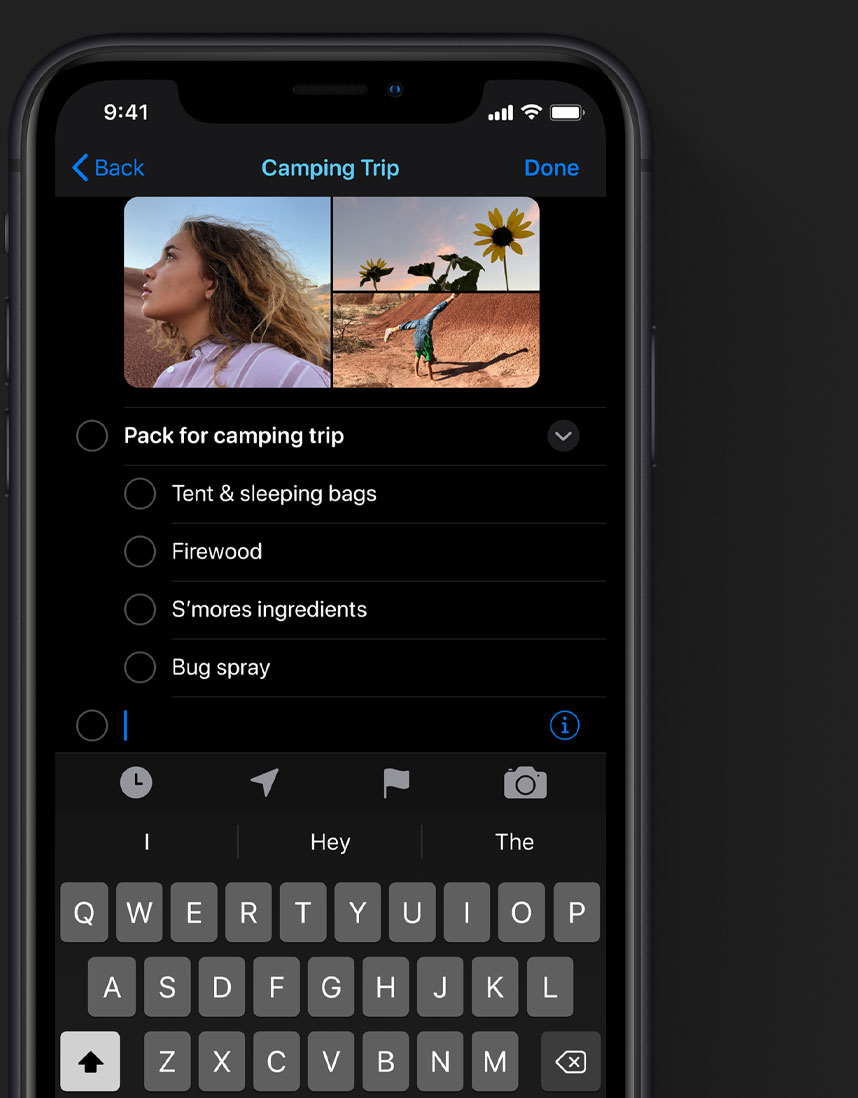 9:41
Back Camping Trip Done
Pack for camping trip
Tent & sleeping bags
Firewood
S’mores ingredients
Bug spray
I Hey The
Q W E R T Y U I O P
A S D F G H J K L
Z X C V B N M